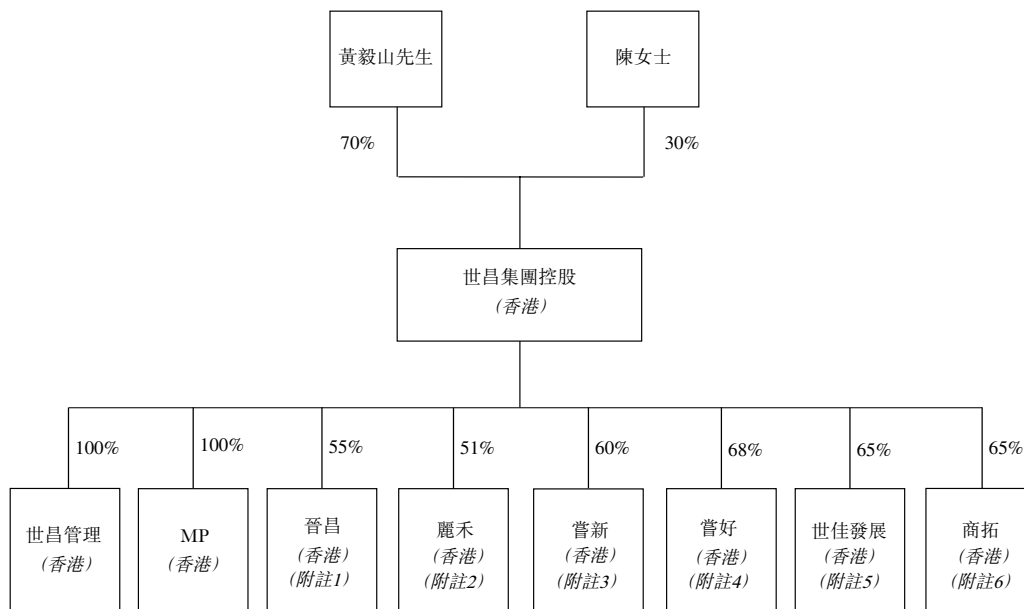 黃毅山先生
陳女士
70%
30%
世昌集團控股
(香港)
100%
100%
55%
51%
60%
68%
65%
65%
世昌管理
(香港)
MP
(香港)
晉昌
(香港)
(附註1)
麗禾
(香港)
(附註2)
嘗新
(香港)
(附註3)
嘗好
(香港)
(附註4)
世佳發展
(香港)
(附註5)
商拓
(香港)
(附註6)